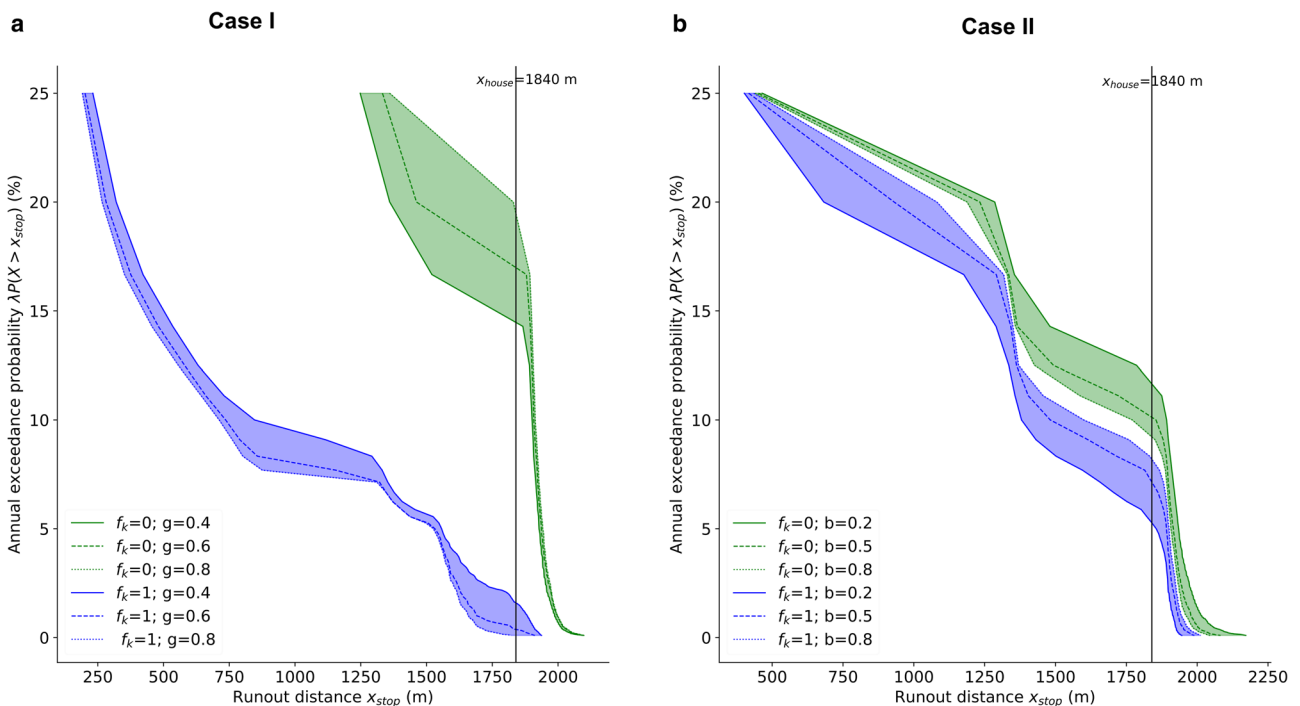 a
Case I
x_house=1840 m
25
20
15
10
5
0
Annual exceedance probability λP(X > x_stop) (%)
f_k=0; g=0.4
f_k=0; g=0.6
f_k=0; g=0.8
f_k=1; g=0.4
f_k=1; g=0.6
f_k=1; g=0.8
250 500 750 1000 1250 1500 1750 2000
Runout distance x_stop (m)
b
Case II
x_house=1840 m
25
20
15
10
5
0
Annual exceedance probability λP(X > x_stop) (%)
f_k=0; b=0.2
f_k=0; b=0.5
f_k=0; b=0.8
f_k=1; b=0.2
f_k=1; b=0.5
f_k=1; b=0.8
500 750 1000 1250 1500 1750 2000 2250
Runout distance x_stop (m)